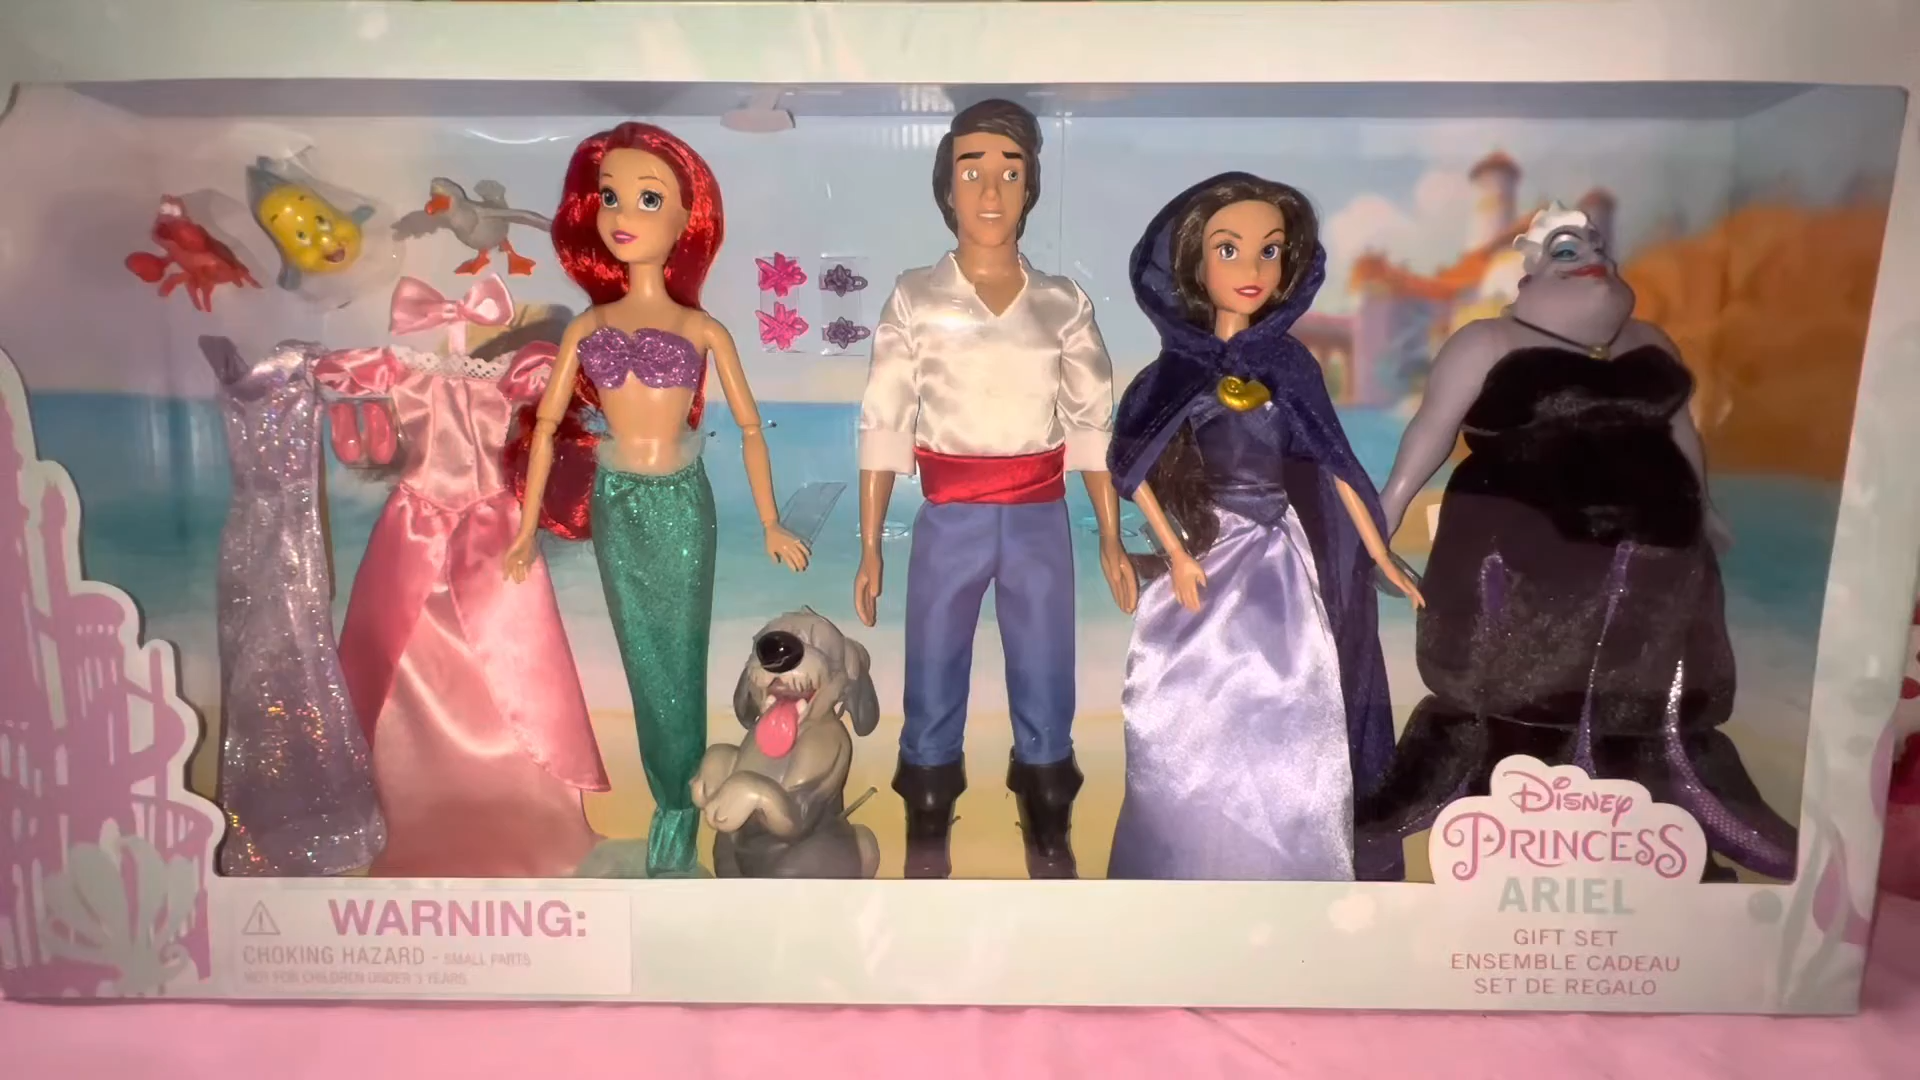 WARNING:
CHOKING HAZARD - SMALL PARTS
NOT FOR CHILDREN UNDER 3 YEARS
Disney
PRINCESS
ARIEL
GIFT SET
ENSEMBLE CADEAU
SET DE REGALO